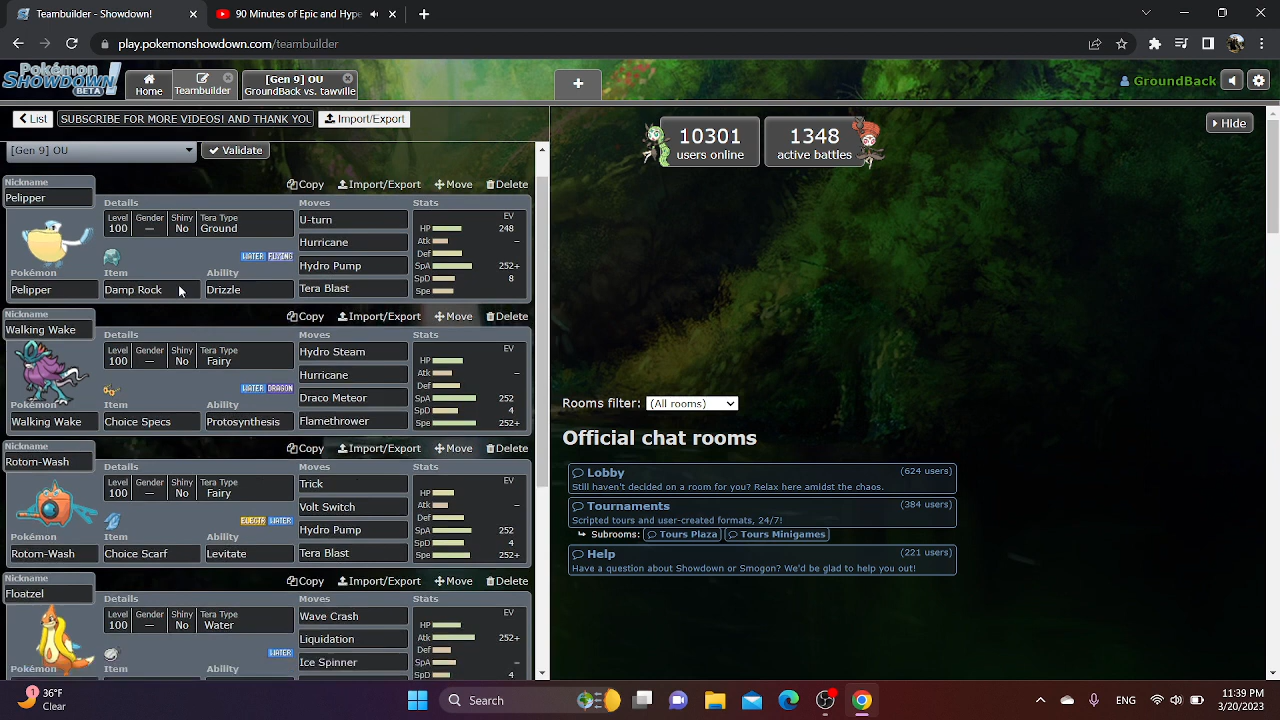 Teambuilder - Showdown!
90 Minutes of Epic and Hype
play.pokemonshowdown.com/teambuilder
Pokémon
SHOWDOWN!
BETA
Home
Teambuilder
[Gen 9] OU
GroundBack vs. tawville
GroundBack
List
SUBSCRIBE FOR MORE VIDEOS! AND THANK YOU
Import/Export
[Gen 9] OU
Validate
10301
users online
1348
active battles
Hide
Nickname
Pelipper
Copy Import/Export Move Delete
Details Moves Stats
Level Gender Shiny Tera Type
100 — No Ground
U-turn
Hurricane
Hydro Pump
Tera Blast
EV
HP 248
Atk –
Def
SpA 252+
SpD 8
Spe
WATER FLYING
Pokémon Item Ability
Pelipper Damp Rock Drizzle
Nickname
Walking Wake
Copy Import/Export Move Delete
Details Moves Stats
Level Gender Shiny Tera Type
100 — No Fairy
Hydro Steam
Hurricane
Draco Meteor
Flamethrower
EV
HP
Atk –
Def
SpA 252
SpD 4
Spe 252+
WATER DRAGON
Pokémon Item Ability
Walking Wake Choice Specs Protosynthesis
Nickname
Rotom-Wash
Copy Import/Export Move Delete
Details Moves Stats
Level Gender Shiny Tera Type
100 — No Fairy
Trick
Volt Switch
Hydro Pump
Tera Blast
EV
HP
Atk –
Def
SpA 252
SpD 4
Spe 252+
ELECTR WATER
Pokémon Item Ability
Rotom-Wash Choice Scarf Levitate
Nickname
Floatzel
Copy Import/Export Move Delete
Details Moves Stats
Level Gender Shiny Tera Type
100 — No Water
Wave Crash
Liquidation
Ice Spinner
EV
HP
Atk 252+
Def
SpA –
SpD 4
WATER
Pokémon Item Ability
Rooms filter: (All rooms)
Official chat rooms
Lobby (624 users)
Still haven't decided on a room for you? Relax here amidst the chaos.
Tournaments (384 users)
Scripted tours and user-created formats, 24/7!
Subrooms: Tours Plaza Tours Minigames
Help (221 users)
Have a question about Showdown or Smogon? We'd be glad to help you out!
1
36°F
Clear
Search
ENG
11:39 PM
3/20/2023